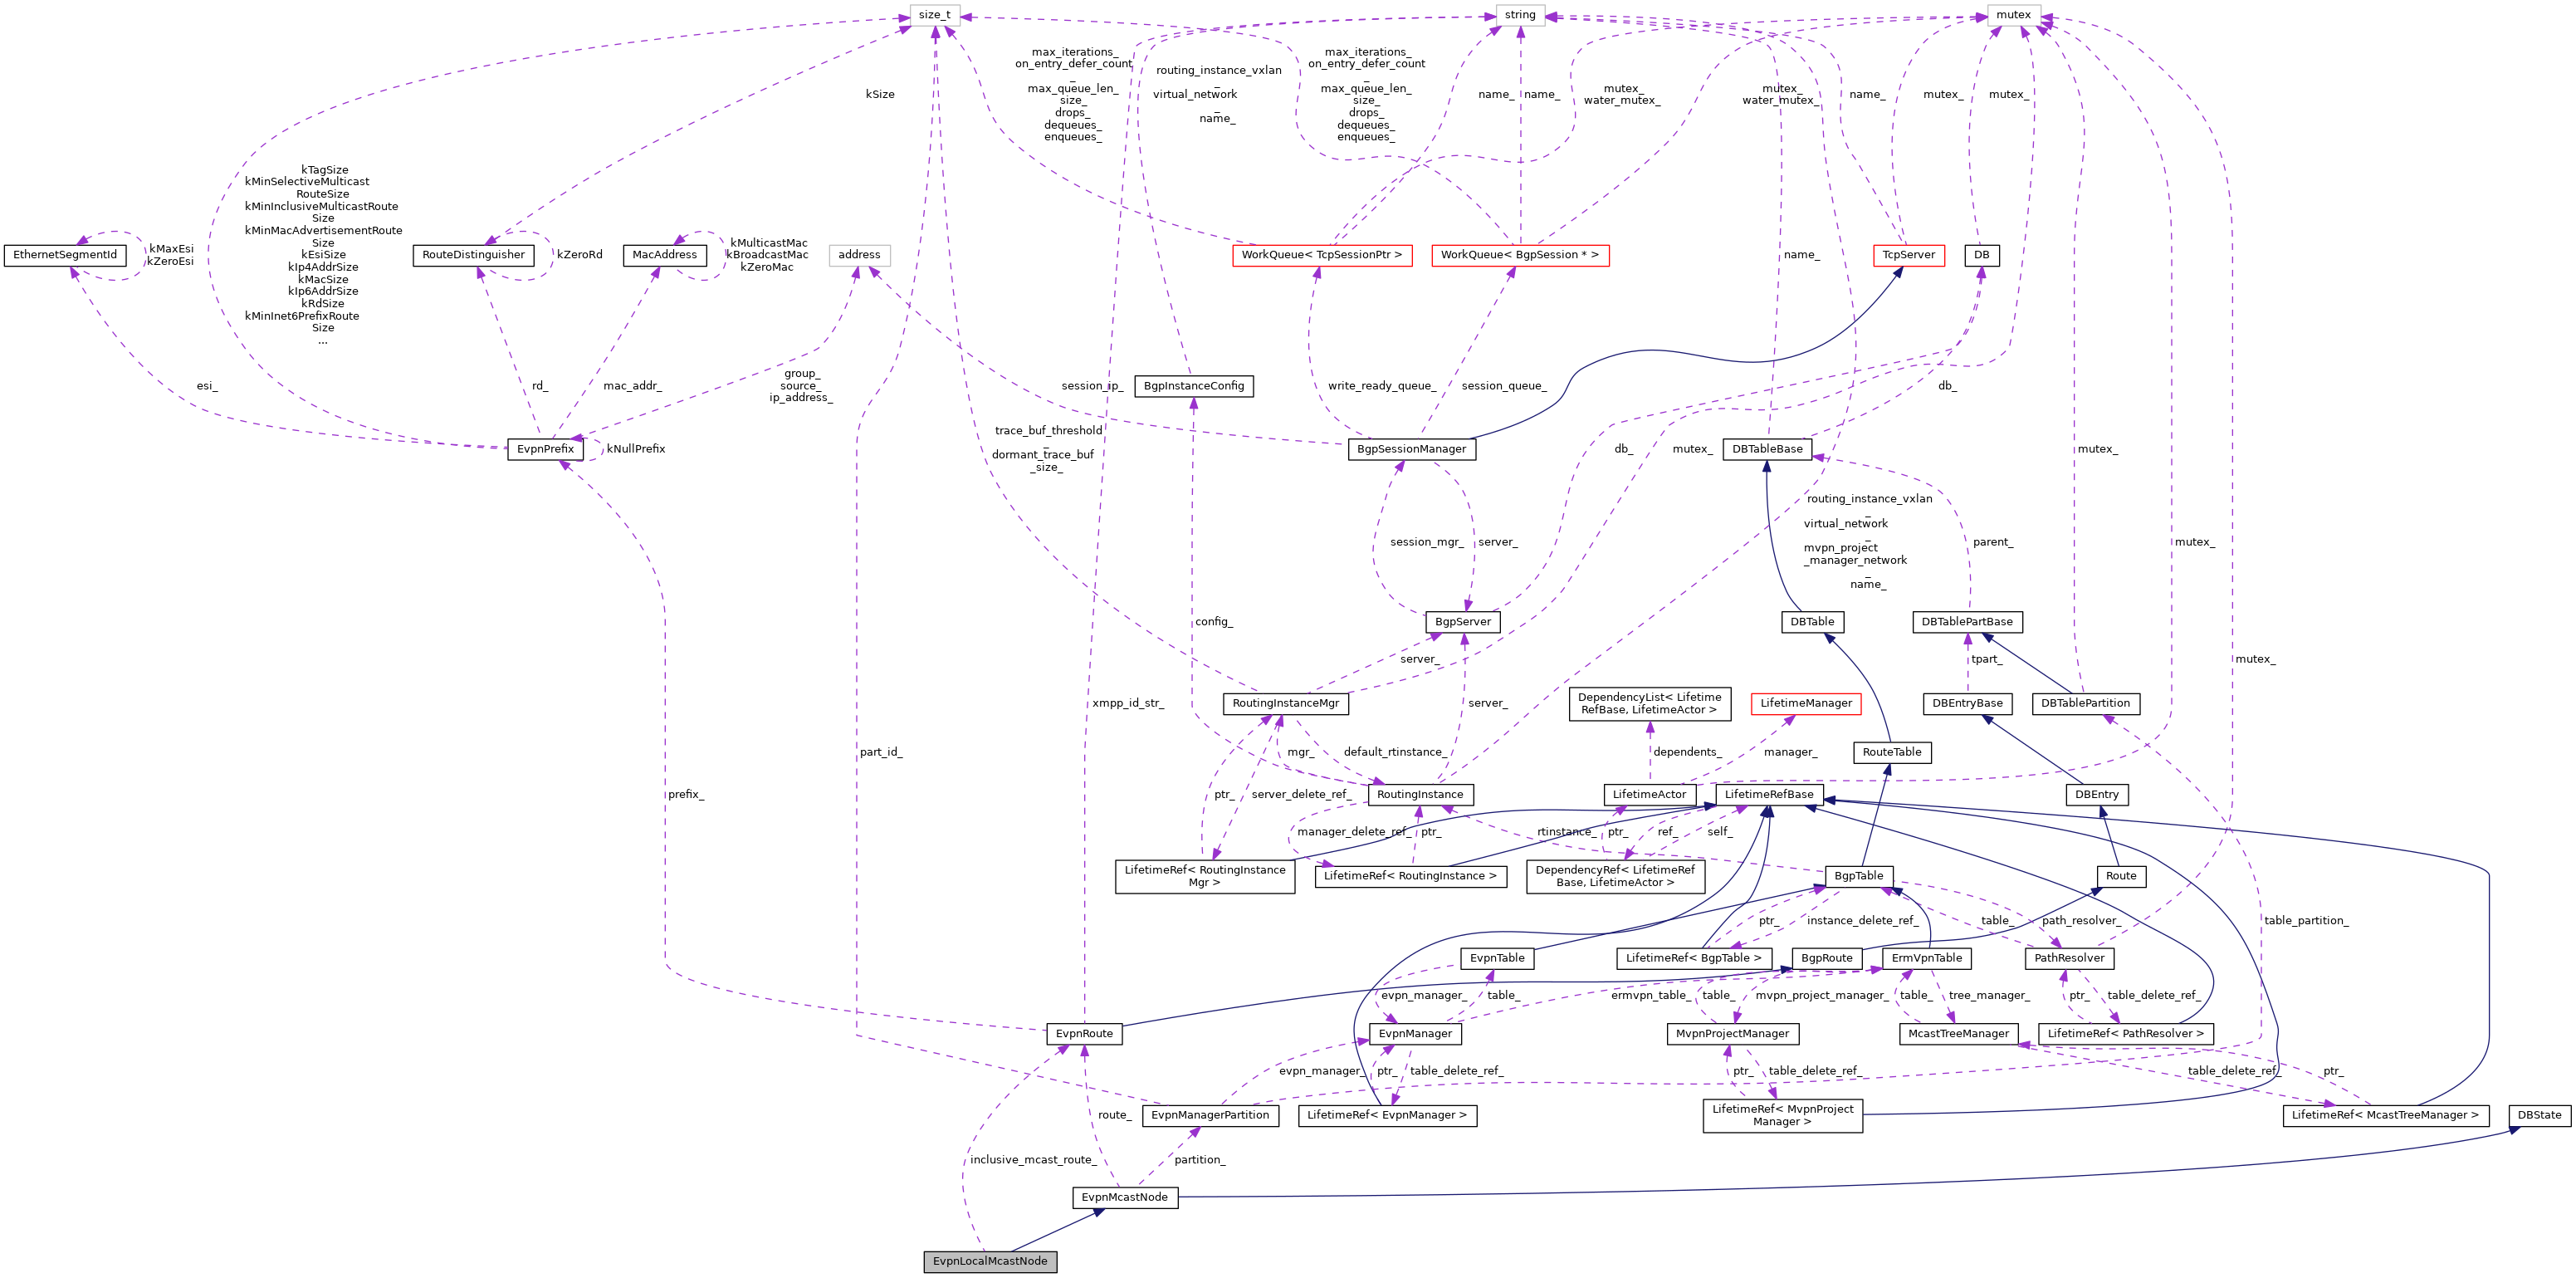 size_t
string
mutex
max_iterations_
on_entry_defer_count
_
max_queue_len_
size_
drops_
dequeues_
enqueues_
routing_instance_vxlan
_
virtual_network
_
name_
max_iterations_
on_entry_defer_count
_
max_queue_len_
size_
drops_
dequeues_
enqueues_
kSize
name_
name_
mutex_
water_mutex_
mutex_
water_mutex_
name_
mutex_
mutex_
kTagSize
kMinSelectiveMulticast
RouteSize
kMinInclusiveMulticastRoute
Size
kMinMacAdvertisementRoute
Size
kEsiSize
kIp4AddrSize
kMacSize
kIp6AddrSize
kRdSize
kMinInet6PrefixRoute
Size
...
EthernetSegmentId
kMaxEsi
kZeroEsi
RouteDistinguisher
kZeroRd
MacAddress
kMulticastMac
kBroadcastMac
kZeroMac
address
WorkQueue< TcpSessionPtr >
WorkQueue< BgpSession * >
TcpServer
DB
name_
esi_
rd_
mac_addr_
group_
source_
ip_address_
session_ip_
BgpInstanceConfig
write_ready_queue_
session_queue_
db_
EvpnPrefix
kNullPrefix
trace_buf_threshold
_
dormant_trace_buf
_size_
BgpSessionManager
db_
mutex_
DBTableBase
mutex_
routing_instance_vxlan
_
virtual_network
_
mvpn_project
_manager_network
_
name_
session_mgr_
server_
parent_
mutex_
config_
BgpServer
DBTable
DBTablePartBase
server_
tpart_
mutex_
xmpp_id_str_
RoutingInstanceMgr
server_
DependencyList< Lifetime
RefBase, LifetimeActor >
LifetimeManager
DBEntryBase
DBTablePartition
part_id_
mgr_
default_rtinstance_
dependents_
manager_
RouteTable
prefix_
ptr_
server_delete_ref_
RoutingInstance
LifetimeActor
LifetimeRefBase
DBEntry
manager_delete_ref_
ptr_
rtinstance_
ptr_
ref_
self_
LifetimeRef< RoutingInstance
Mgr >
LifetimeRef< RoutingInstance >
DependencyRef< LifetimeRef
Base, LifetimeActor >
BgpTable
Route
ptr_
instance_delete_ref_
table_
path_resolver_
table_partition_
EvpnTable
LifetimeRef< BgpTable >
BgpRoute
ErmVpnTable
PathResolver
evpn_manager_
table_
ermvpn_table_
table_
mvpn_project_manager_
table_
tree_manager_
ptr_
table_delete_ref_
EvpnRoute
EvpnManager
MvpnProjectManager
McastTreeManager
LifetimeRef< PathResolver >
evpn_manager_
ptr_
table_delete_ref_
ptr_
table_delete_ref_
table_delete_ref_
ptr_
route_
EvpnManagerPartition
LifetimeRef< EvpnManager >
LifetimeRef< MvpnProject
Manager >
LifetimeRef< McastTreeManager >
DBState
inclusive_mcast_route_
partition_
EvpnMcastNode
EvpnLocalMcastNode